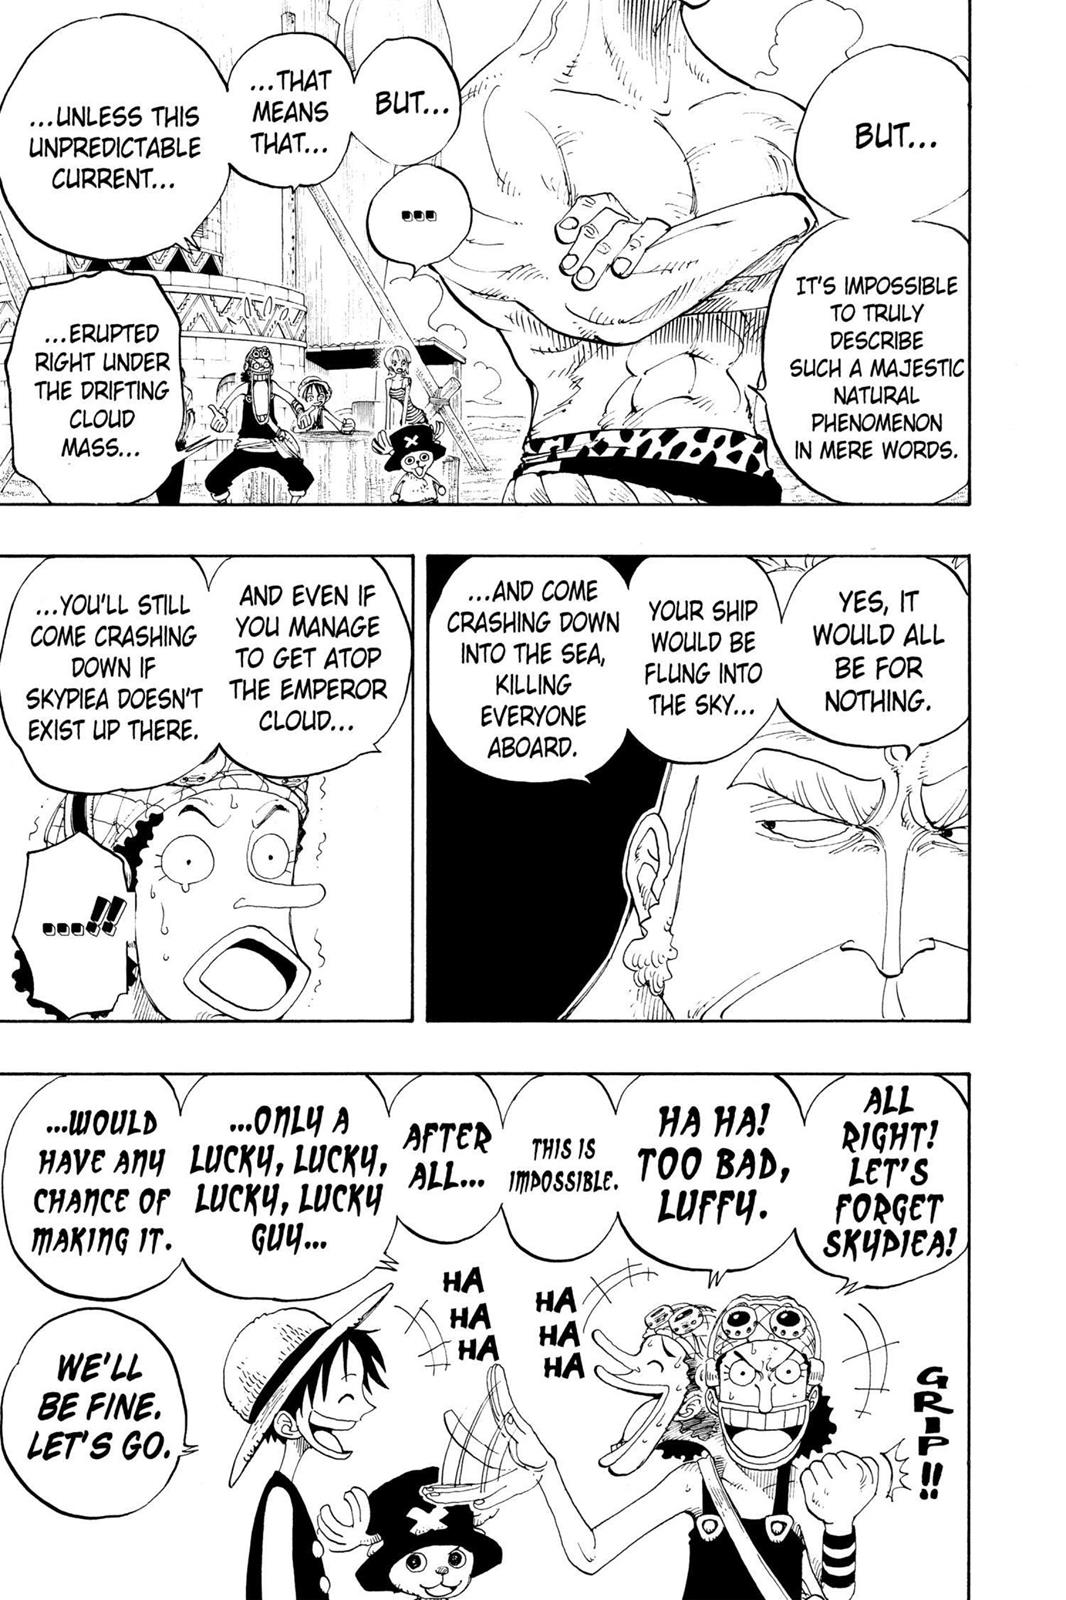 BUT...
IT'S IMPOSSIBLE
TO TRULY
DESCRIBE
SUCH A MAJESTIC
NATURAL
PHENOMENON
IN MERE WORDS.
...
BUT...
...THAT
MEANS
THAT...
...UNLESS THIS
UNPREDICTABLE
CURRENT...
...ERUPTED
RIGHT UNDER
THE DRIFTING
CLOUD
MASS...
YES, IT
WOULD ALL
BE FOR
NOTHING.
YOUR SHIP
WOULD BE
FLUNG INTO
THE SKY...
...AND COME
CRASHING DOWN
INTO THE SEA,
KILLING
EVERYONE
ABOARD.
AND EVEN IF
YOU MANAGE
TO GET ATOP
THE EMPEROR
CLOUD...
...YOU'LL STILL
COME CRASHING
DOWN IF
SKYPIEA DOESN'T
EXIST UP THERE.
...!!
ALL
RIGHT!
LET'S
FORGET
SKYPIEA!
HA HA!
TOO BAD,
LUFFY.
THIS IS
IMPOSSIBLE.
AFTER
ALL...
...ONLY A
LUCKY, LUCKY,
LUCKY, LUCKY
GUY...
...WOULD
HAVE ANY
CHANCE OF
MAKING IT.
GRIP!!
HA
HA
HA
HA
HA
HA
WE'LL
BE FINE.
LET'S GO.